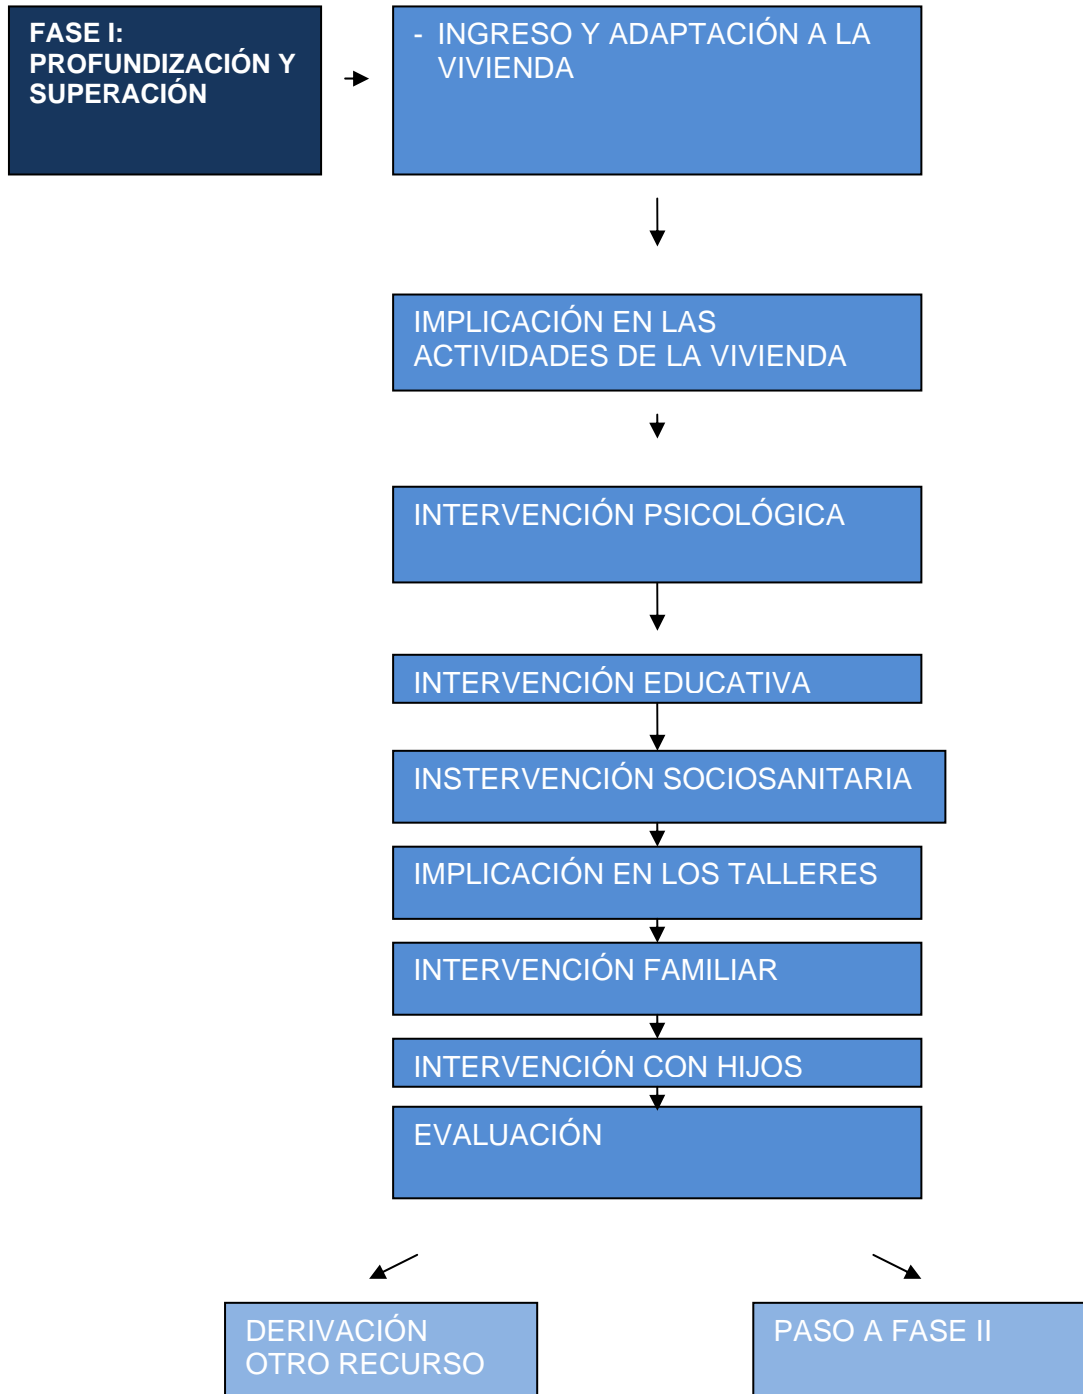 FASE I:
PROFUNDIZACIÓN Y
SUPERACIÓN
- INGRESO Y ADAPTACIÓN A LA
VIVIENDA
IMPLICACIÓN EN LAS
ACTIVIDADES DE LA VIVIENDA
INTERVENCIÓN PSICOLÓGICA
INTERVENCIÓN EDUCATIVA
INSTERVENCIÓN SOCIOSANITARIA
IMPLICACIÓN EN LOS TALLERES
INTERVENCIÓN FAMILIAR
INTERVENCIÓN CON HIJOS
EVALUACIÓN
DERIVACIÓN
OTRO RECURSO
PASO A FASE II